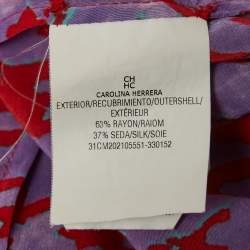 CH
HC
CAROLINA HERRERA
EXTERIOR/RECUBRIMIENTO/OUTERSHELL/
EXTÉRIEUR
63% RAYON/RAIOM
37% SEDA/SILK/SOIE
31CM202105551-330152